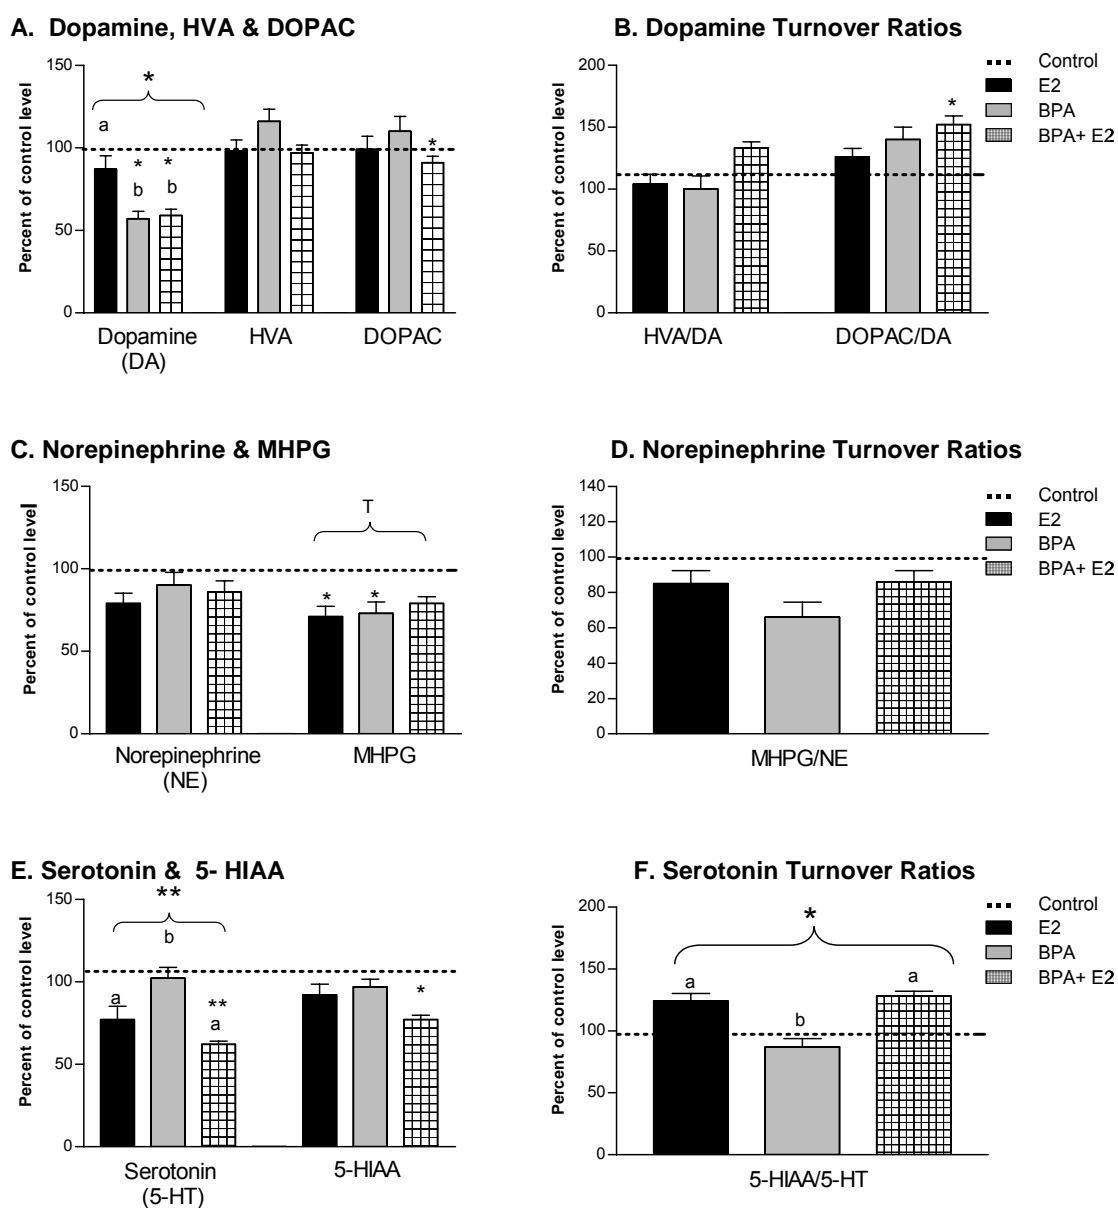 A. Dopamine, HVA & DOPAC
Percent of control level
150
100
50
0
*
a
*
b
*
b
*
Dopamine
(DA)
HVA
DOPAC
B. Dopamine Turnover Ratios
Percent of control level
200
150
100
50
0
*
HVA/DA
DOPAC/DA
Control
E2
BPA
BPA+ E2
C. Norepinephrine & MHPG
Percent of control level
150
100
50
0
T
*
*
Norepinephrine
(NE)
MHPG
D. Norepinephrine Turnover Ratios
Percent of control level
140
120
100
80
60
40
20
0
MHPG/NE
Control
E2
BPA
BPA+ E2
E. Serotonin & 5- HIAA
Percent of control level
150
100
50
0
**
a
b
**
a
*
Serotonin
(5-HT)
5-HIAA
F. Serotonin Turnover Ratios
Percent of control level
200
150
100
50
0
*
a
b
a
5-HIAA/5-HT
Control
E2
BPA
BPA+ E2